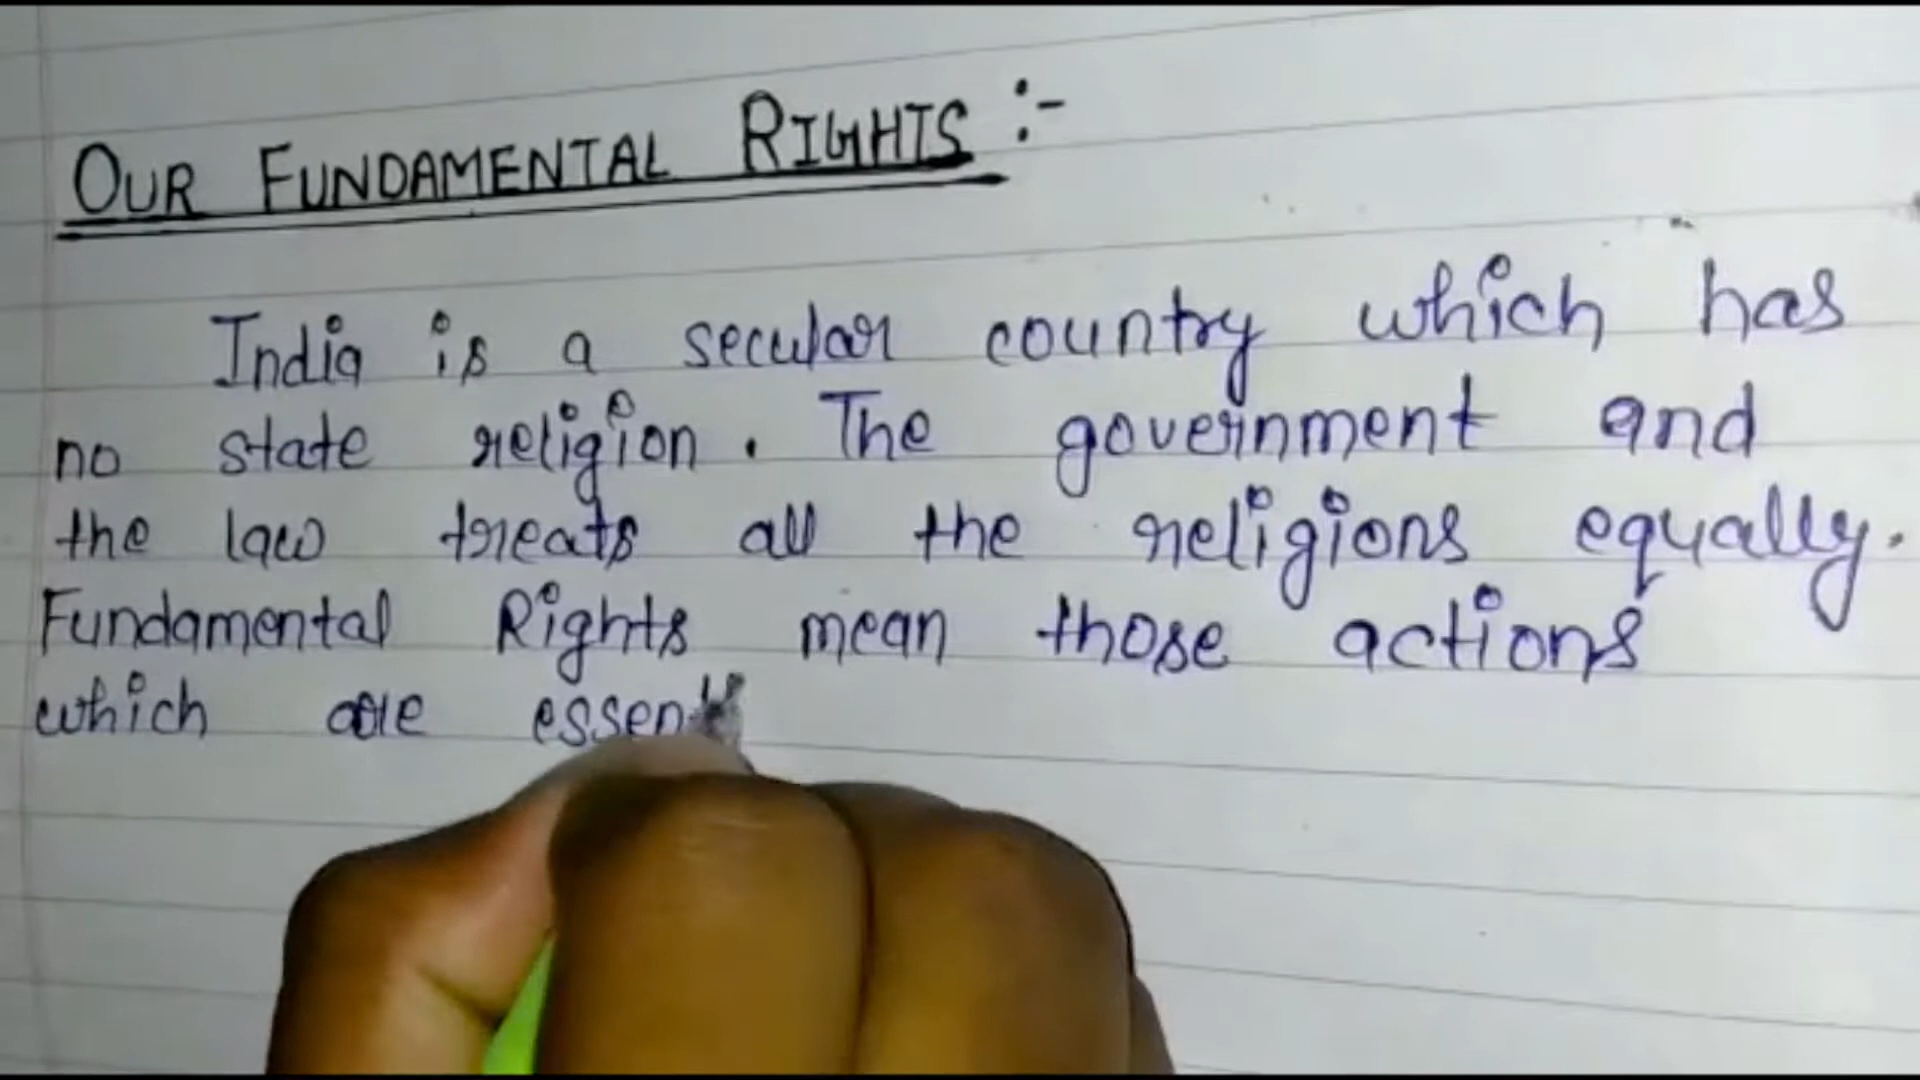 OUR FUNDAMENTAL RIGHTS :-
India is a secular country which has
no state religion. The government and
the law treats all the religions equally.
Fundamental Rights mean those actions
which are